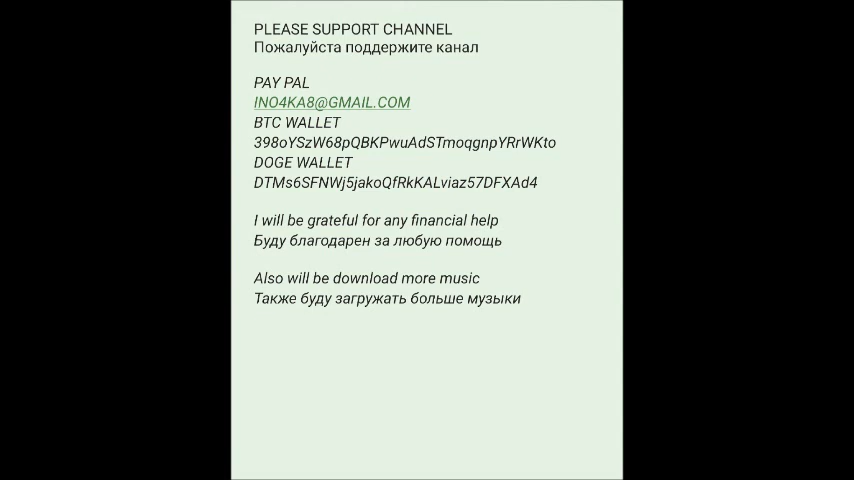 PLEASE SUPPORT CHANNEL
Пожалуйста поддержите канал
PAY PAL
INO4KA8@GMAIL.COM
BTC WALLET
398oYSzW68pQBKPwuAdSTmoqgnpYRrWKto
DOGE WALLET
DTMs6SFNWj5jakoQfRkKALviaz57DFXAd4
I will be grateful for any financial help
Буду благодарен за любую помощь
Also will be download more music
Также буду загружать больше музыки